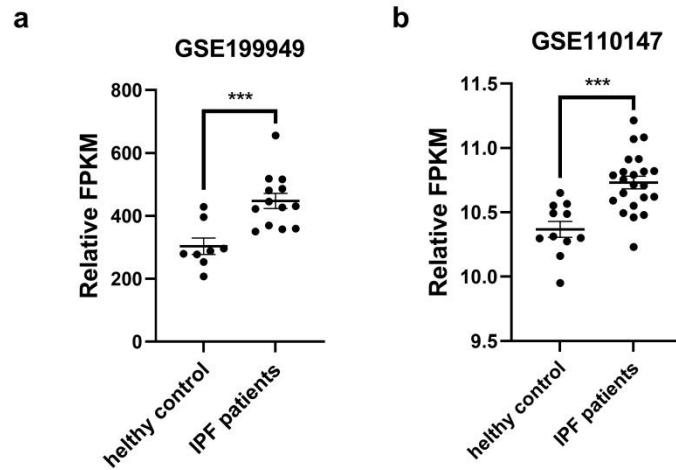 a
GSE199949
***
Relative FPKM
800
600
400
200
0
helthy control
IPF patients
b
GSE110147
***
Relative FPKM
11.5
11.0
10.5
10.0
9.5
helthy control
IPF patients